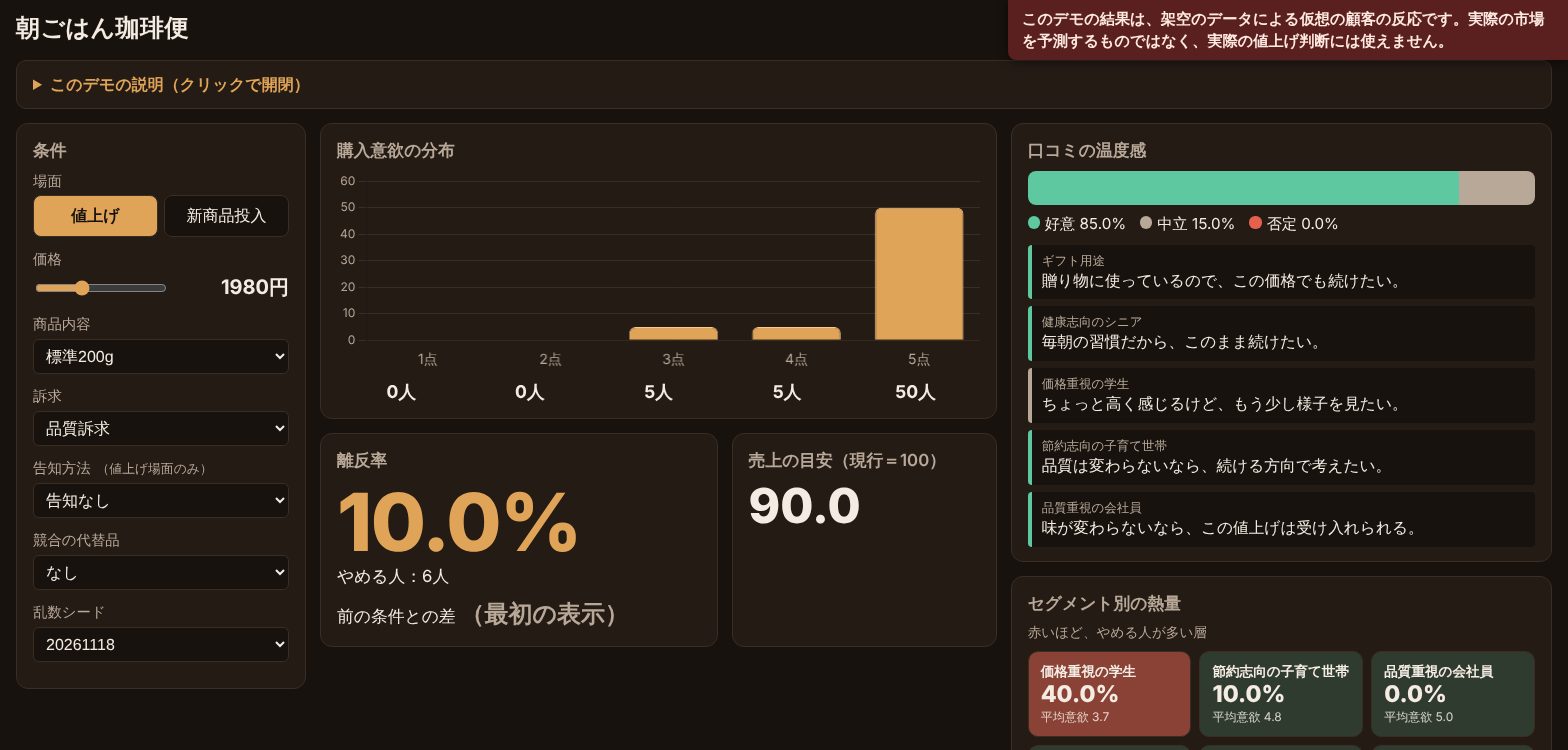 朝ごはん珈琲便
このデモの結果は、架空のデータによる仮想の顧客の反応です。実際の市場
を予測するものではなく、実際の値上げ判断には使えません。
このデモの説明（クリックで開閉）
条件
場面
値上げ
新商品投入
価格
1980円
商品内容
標準200g
訴求
品質訴求
告知方法 （値上げ場面のみ）
告知なし
競合の代替品
なし
乱数シード
20261118
購入意欲の分布
60
50
40
30
20
10
0
1点 2点 3点 4点 5点
0人 0人 5人 5人 50人
離反率
10.0%
やめる人：6人
前の条件との差 （最初の表示）
売上の目安（現行＝100）
90.0
口コミの温度感
好意 85.0% 中立 15.0% 否定 0.0%
ギフト用途
贈り物に使っているので、この価格でも続けたい。
健康志向のシニア
毎朝の習慣だから、このまま続けたい。
価格重視の学生
ちょっと高く感じるけど、もう少し様子を見たい。
節約志向の子育て世帯
品質は変わらないなら、続ける方向で考えたい。
品質重視の会社員
味が変わらないなら、この値上げは受け入れられる。
セグメント別の熱量
赤いほど、やめる人が多い層
価格重視の学生
40.0%
平均意欲 3.7
節約志向の子育て世帯
10.0%
平均意欲 4.8
品質重視の会社員
0.0%
平均意欲 5.0